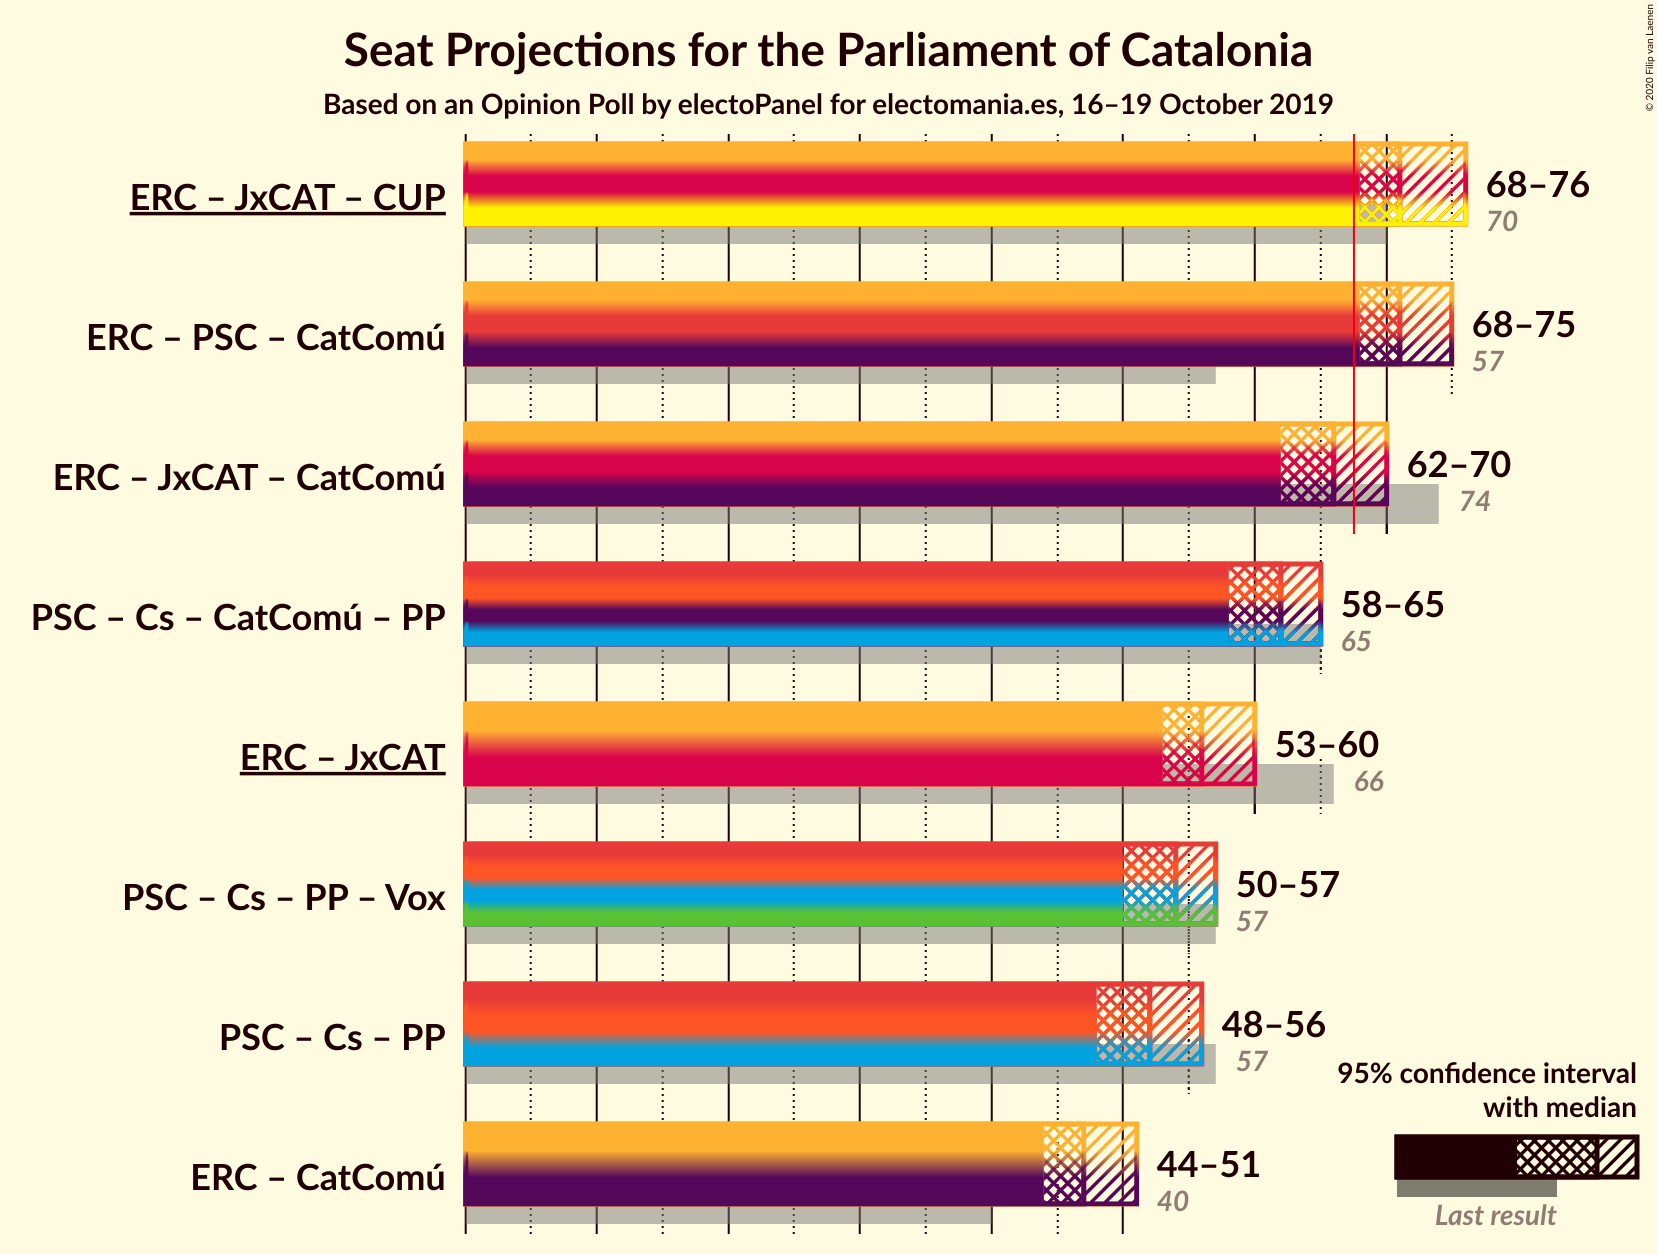 Seat Projections for the Parliament of Catalonia
Based on an Opinion Poll by electoPanel for electomania.es, 16–19 October 2019
© 2020 Filip van Laenen
ERC – JxCAT – CUP
68–76
70
ERC – PSC – CatComú
68–75
57
ERC – JxCAT – CatComú
62–70
74
PSC – Cs – CatComú – PP
58–65
65
ERC – JxCAT
53–60
66
PSC – Cs – PP – Vox
50–57
57
PSC – Cs – PP
48–56
57
ERC – CatComú
44–51
40
95% confidence interval
with median
Last result